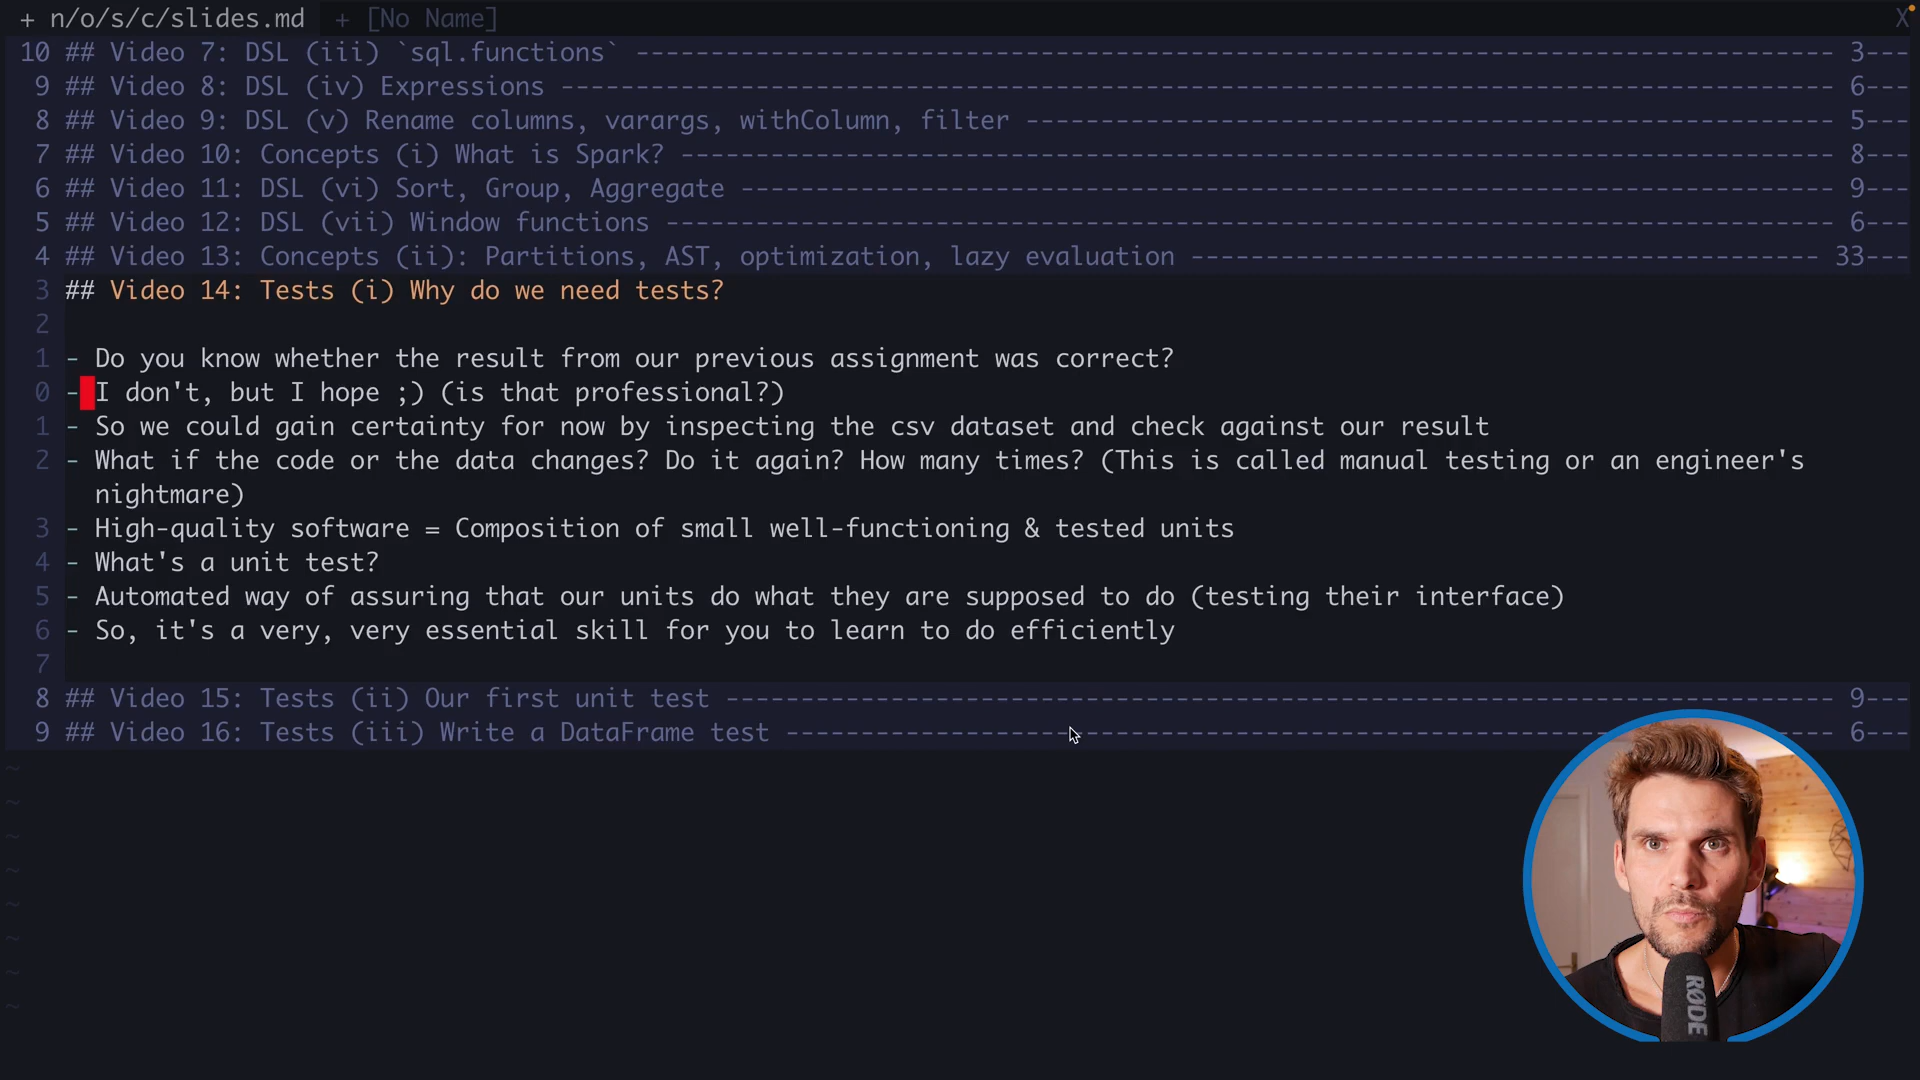 + n/o/s/c/slides.md + [No Name] X
10 ## Video 7: DSL (iii) `sql.functions` -------------------------------------------------------------------------------- 3---
9 ## Video 8: DSL (iv) Expressions ------------------------------------------------------------------------------------- 6---
8 ## Video 9: DSL (v) Rename columns, varargs, withColumn, filter ------------------------------------------------------ 5---
7 ## Video 10: Concepts (i) What is Spark? ----------------------------------------------------------------------------- 8---
6 ## Video 11: DSL (vi) Sort, Group, Aggregate ------------------------------------------------------------------------- 9---
5 ## Video 12: DSL (vii) Window functions ------------------------------------------------------------------------------ 6---
4 ## Video 13: Concepts (ii): Partitions, AST, optimization, lazy evaluation ------------------------------------------ 33---
3 ## Video 14: Tests (i) Why do we need tests?
2
1 - Do you know whether the result from our previous assignment was correct?
0 - I don't, but I hope ;) (is that professional?)
1 - So we could gain certainty for now by inspecting the csv dataset and check against our result
2 - What if the code or the data changes? Do it again? How many times? (This is called manual testing or an engineer's
nightmare)
3 - High-quality software = Composition of small well-functioning & tested units
4 - What's a unit test?
5 - Automated way of assuring that our units do what they are supposed to do (testing their interface)
6 - So, it's a very, very essential skill for you to learn to do efficiently
7
8 ## Video 15: Tests (ii) Our first unit test -------------------------------------------------------------------------- 9---
9 ## Video 16: Tests (iii) Write a DataFrame test ---------------------------------------------------------------------- 6---
~
~
~
~
~
~
~
~
RØDE